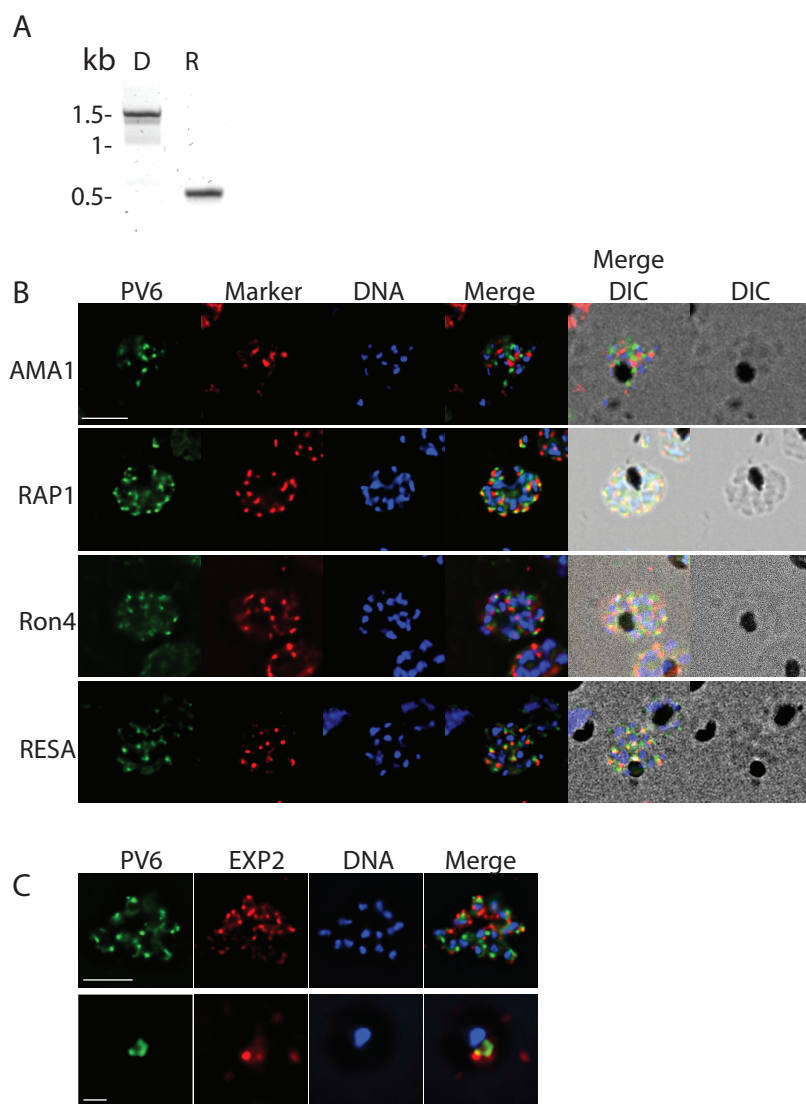 A
kb D R
1.5-
1-
0.5-
B
PV6 Marker DNA Merge Merge DIC DIC
AMA1
RAP1
Ron4
RESA
C
PV6 EXP2 DNA Merge